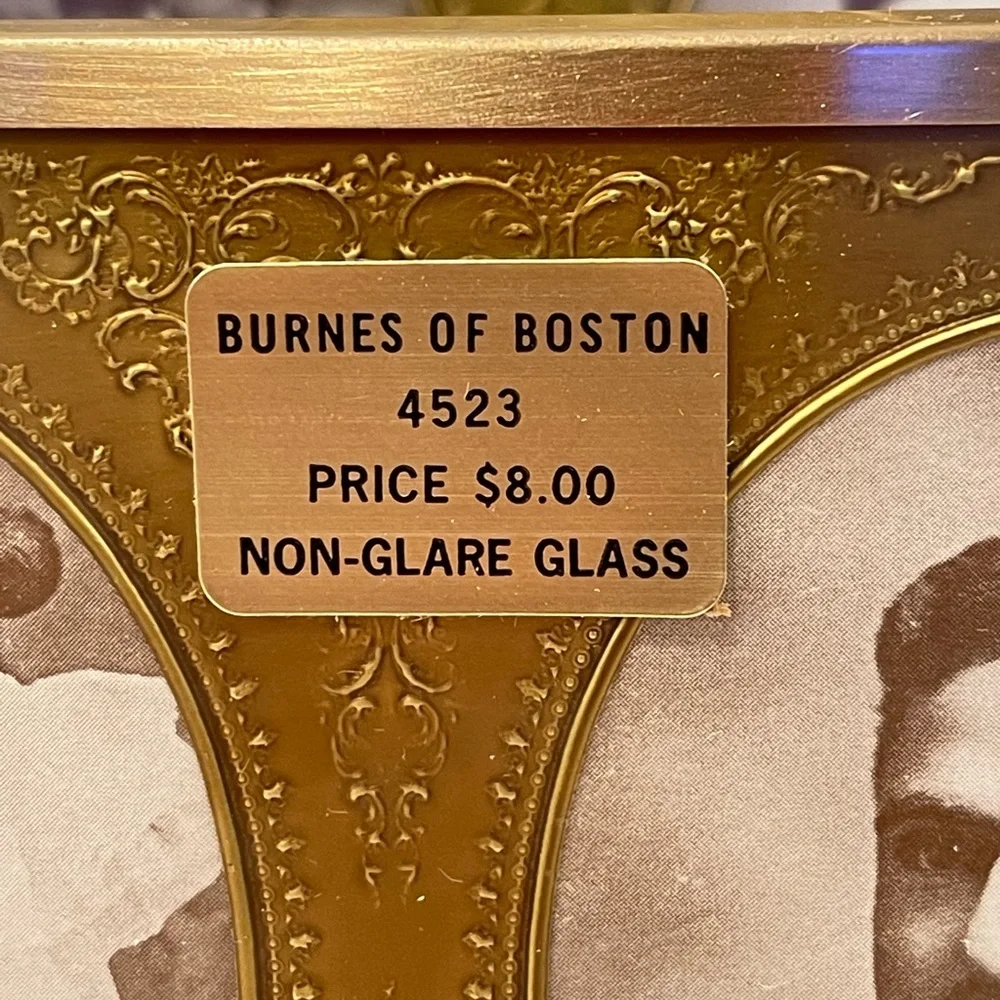 BURNES OF BOSTON
4523
PRICE $8.00
NON-GLARE GLASS